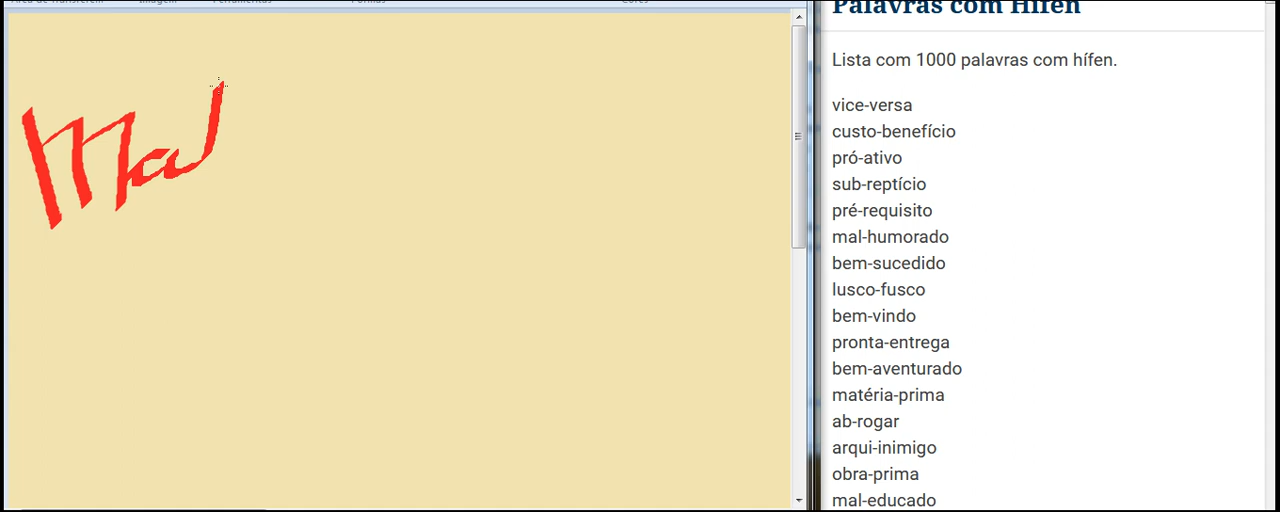 Mal
Palavras com Hífen
Lista com 1000 palavras com hífen.
vice-versa
custo-benefício
pró-ativo
sub-reptício
pré-requisito
mal-humorado
bem-sucedido
lusco-fusco
bem-vindo
pronta-entrega
bem-aventurado
matéria-prima
ab-rogar
arqui-inimigo
obra-prima
mal-educado